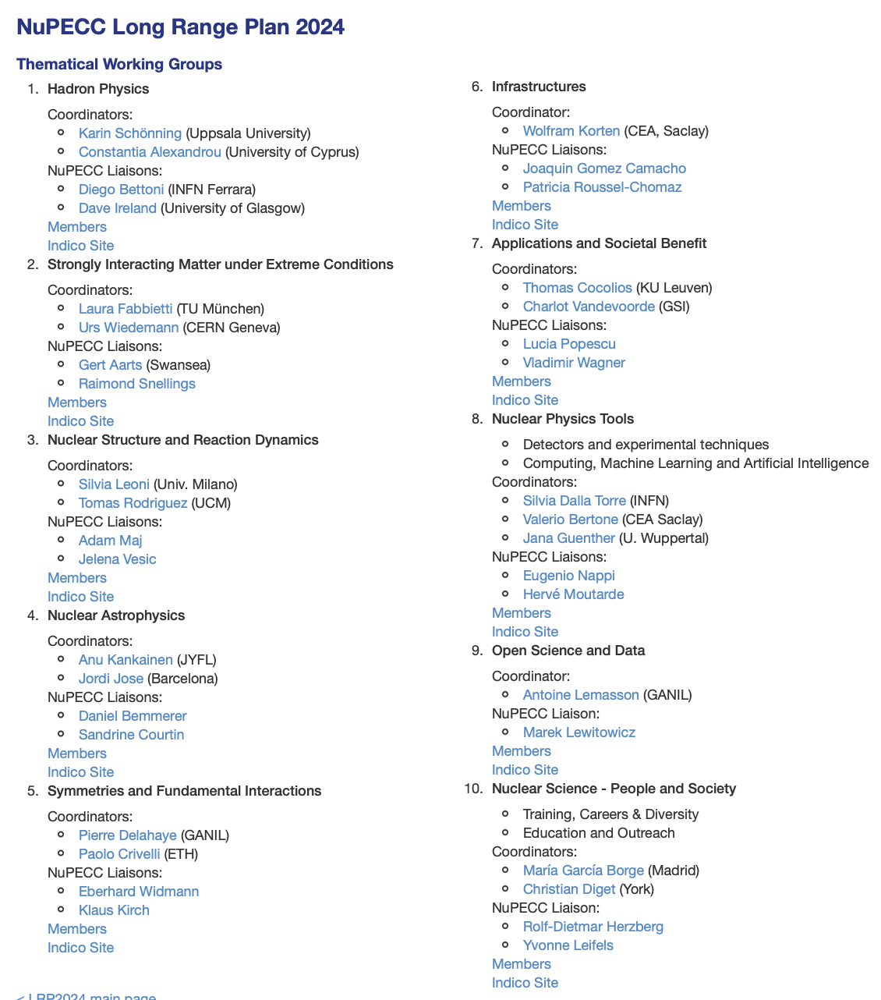 NuPECC Long Range Plan 2024
Thematical Working Groups
1. Hadron Physics
Coordinators:
Karin Schönning (Uppsala University)
Constantia Alexandrou (University of Cyprus)
NuPECC Liaisons:
Diego Bettoni (INFN Ferrara)
Dave Ireland (University of Glasgow)
Members
Indico Site
2. Strongly Interacting Matter under Extreme Conditions
Coordinators:
Laura Fabbietti (TU München)
Urs Wiedemann (CERN Geneva)
NuPECC Liaisons:
Gert Aarts (Swansea)
Raimond Snellings
Members
Indico Site
3. Nuclear Structure and Reaction Dynamics
Coordinators:
Silvia Leoni (Univ. Milano)
Tomas Rodriguez (UCM)
NuPECC Liaisons:
Adam Maj
Jelena Vesic
Members
Indico Site
4. Nuclear Astrophysics
Coordinators:
Anu Kankainen (JYFL)
Jordi Jose (Barcelona)
NuPECC Liaisons:
Daniel Bemmerer
Sandrine Courtin
Members
Indico Site
5. Symmetries and Fundamental Interactions
Coordinators:
Pierre Delahaye (GANIL)
Paolo Crivelli (ETH)
NuPECC Liaisons:
Eberhard Widmann
Klaus Kirch
Members
Indico Site
6. Infrastructures
Coordinator:
Wolfram Korten (CEA, Saclay)
NuPECC Liaisons:
Joaquin Gomez Camacho
Patricia Roussel-Chomaz
Members
Indico Site
7. Applications and Societal Benefit
Coordinators:
Thomas Cocolios (KU Leuven)
Charlot Vandevoorde (GSI)
NuPECC Liaisons:
Lucia Popescu
Vladimir Wagner
Members
Indico Site
8. Nuclear Physics Tools
Detectors and experimental techniques
Computing, Machine Learning and Artificial Intelligence
Coordinators:
Silvia Dalla Torre (INFN)
Valerio Bertone (CEA Saclay)
Jana Guenther (U. Wuppertal)
NuPECC Liaisons:
Eugenio Nappi
Hervé Moutarde
Members
Indico Site
9. Open Science and Data
Coordinator:
Antoine Lemasson (GANIL)
NuPECC Liaison:
Marek Lewitowicz
Members
Indico Site
10. Nuclear Science - People and Society
Training, Careers & Diversity
Education and Outreach
Coordinators:
María García Borge (Madrid)
Christian Diget (York)
NuPECC Liaison:
Rolf-Dietmar Herzberg
Yvonne Leifels
Members
Indico Site
< LRP2024 main page